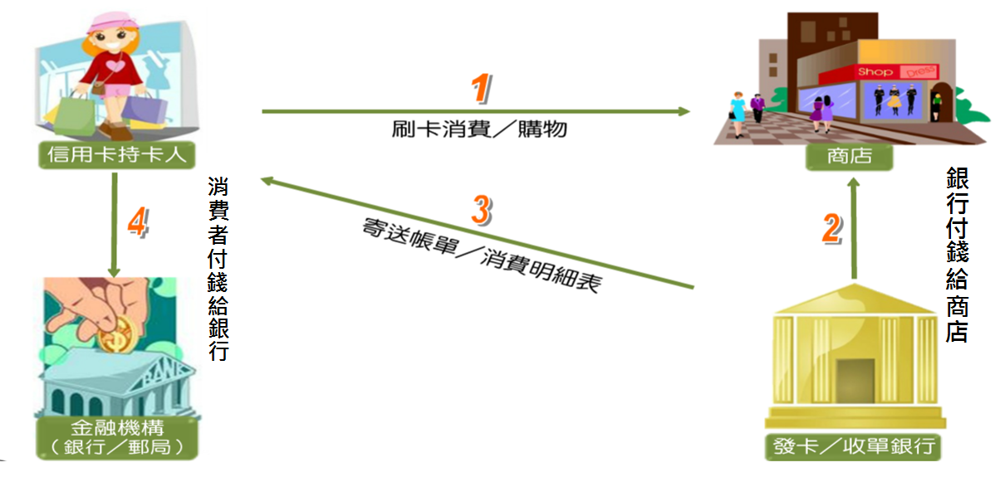 1
刷卡消費／購物
Shop Dress
信用卡持卡人
商店
消費者付錢給銀行
4
3
寄送帳單／消費明細表
2
銀行付錢給商店
BANK
金融機構
（銀行／郵局）
發卡／收單銀行